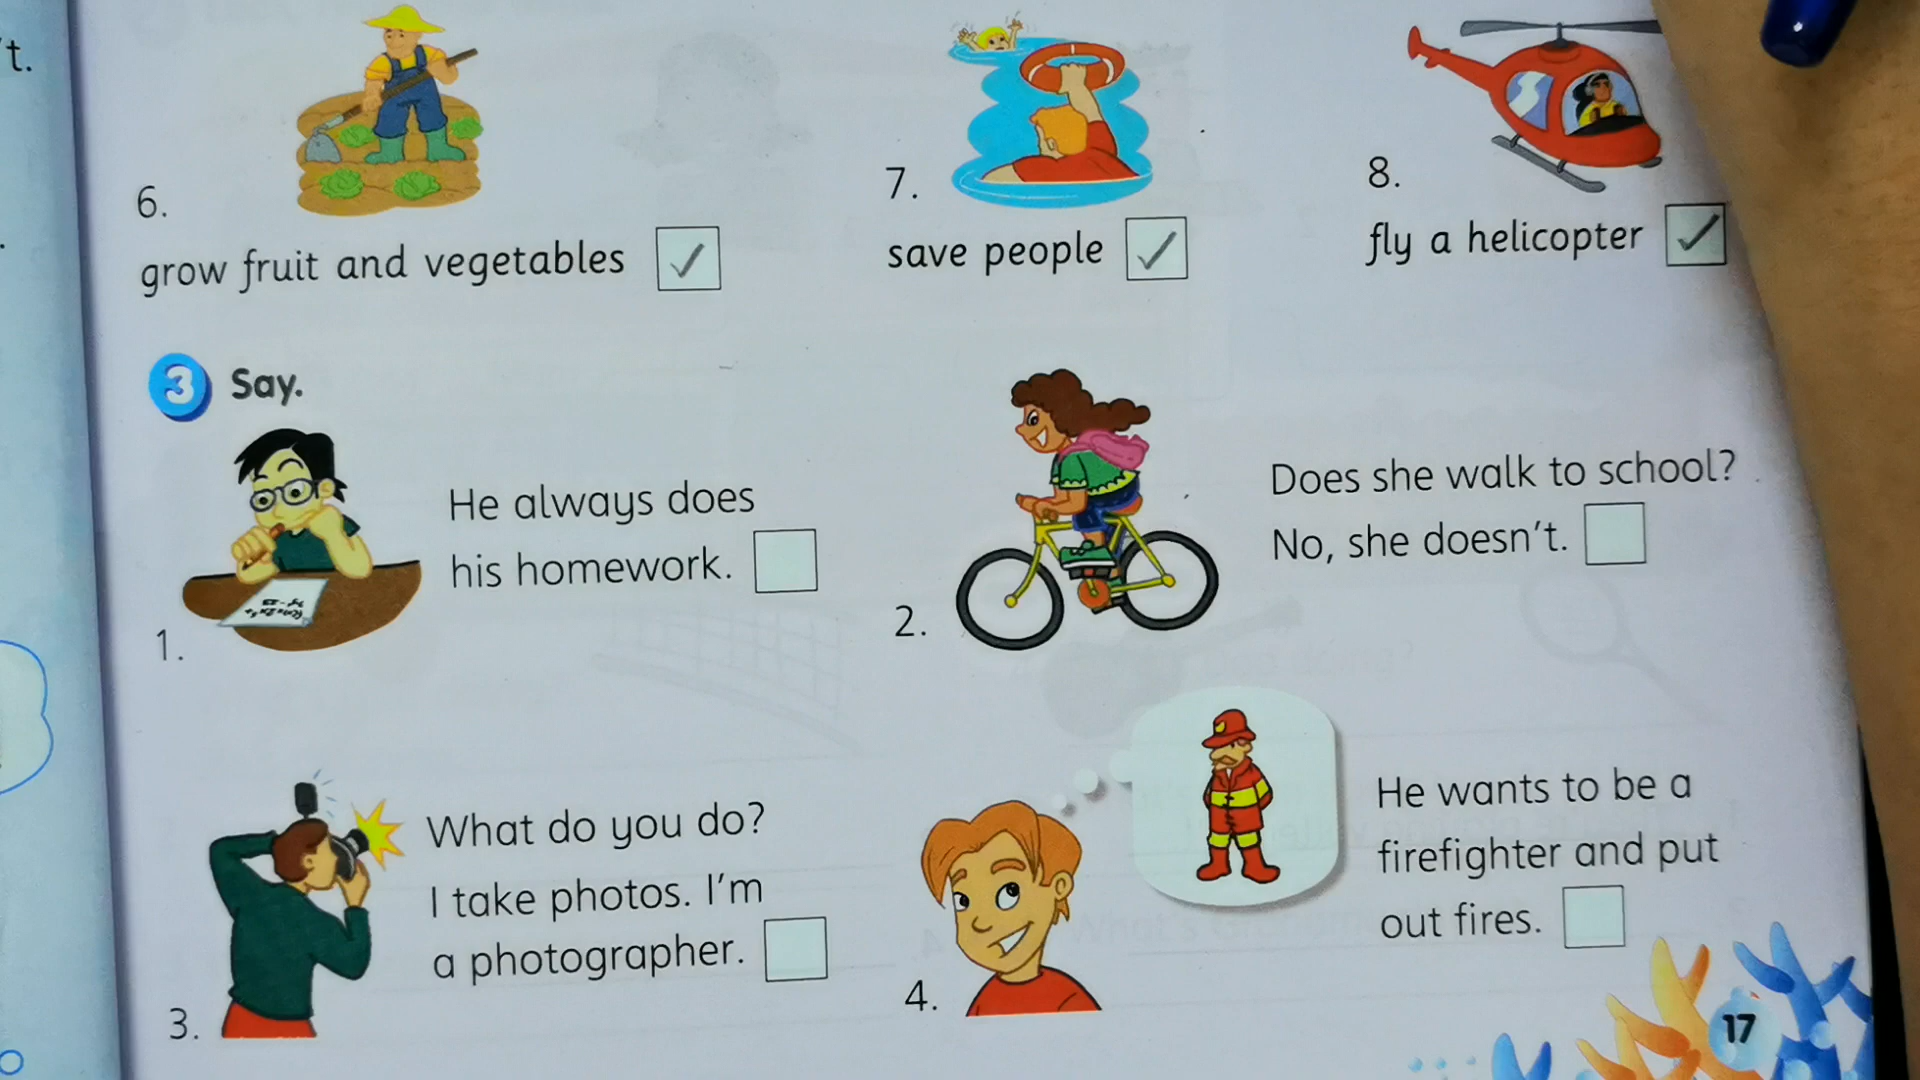 't.
6.
grow fruit and vegetables
7.
save people
8.
fly a helicopter
3 Say.
1.
He always does
his homework.
2.
Does she walk to school?
No, she doesn't.
3.
What do you do?
I take photos. I'm
a photographer.
4.
He wants to be a
firefighter and put
out fires.
17